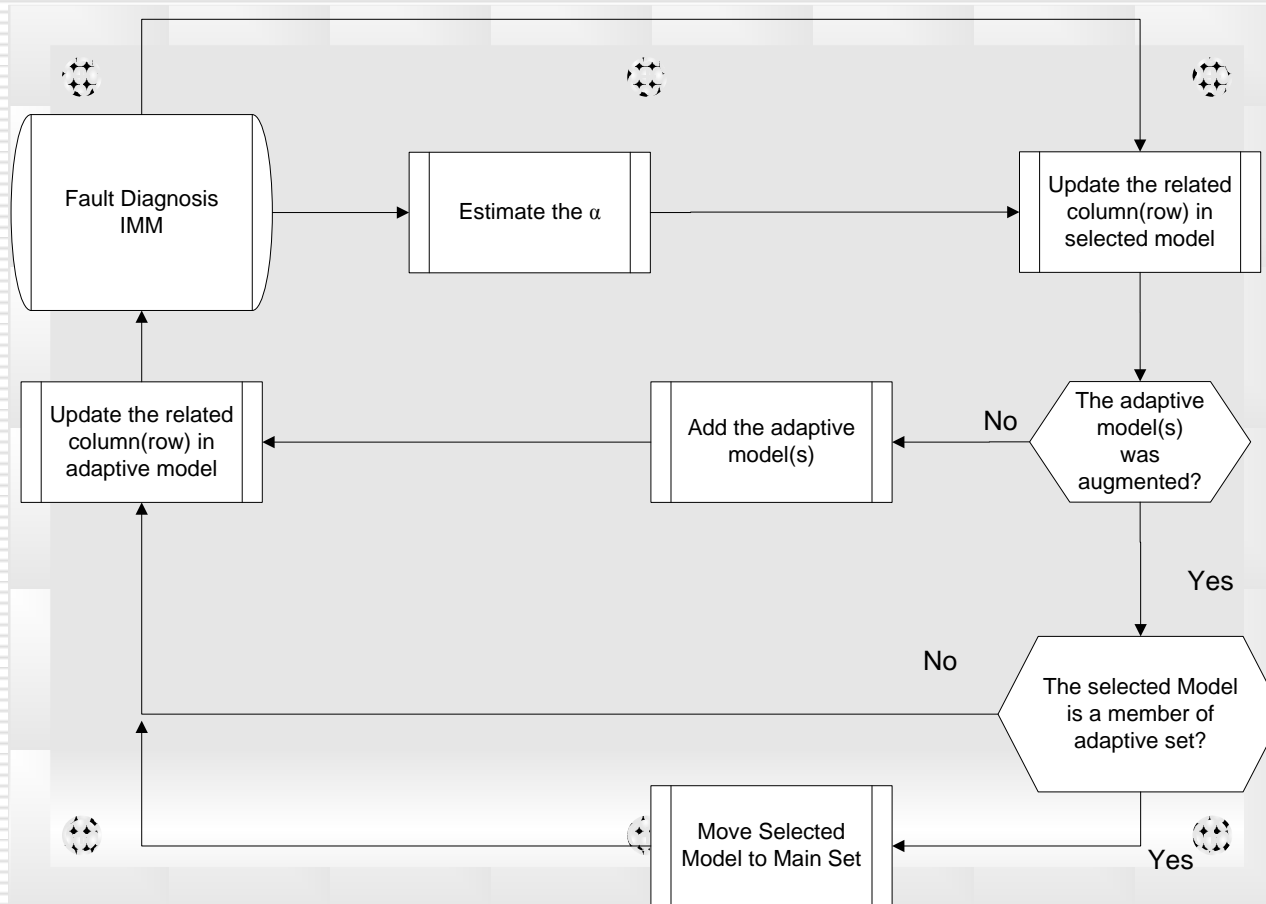 Fault Diagnosis
IMM
Estimate the α
Update the related
column(row) in
selected model
Update the related
column(row) in
adaptive model
Add the adaptive
model(s)
No
The adaptive
model(s)
was
augmented?
Yes
No
The selected Model
is a member of
adaptive set?
Move Selected
Model to Main Set
Yes